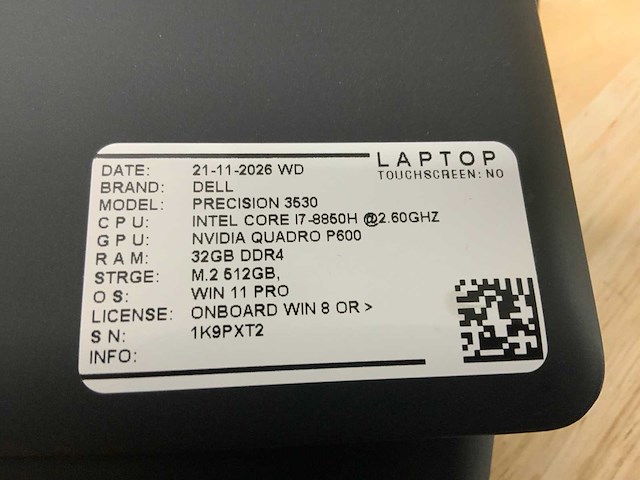 LAPTOP
TOUCHSCREEN: NO
DATE: 21-11-2026 WD
BRAND: DELL
MODEL: PRECISION 3530
CPU: INTEL CORE I7-8850H @2.60GHZ
GPU: NVIDIA QUADRO P600
RAM: 32GB DDR4
STRGE: M.2 512GB,
OS: WIN 11 PRO
LICENSE: ONBOARD WIN 8 OR >
SN: 1K9PXT2
INFO: